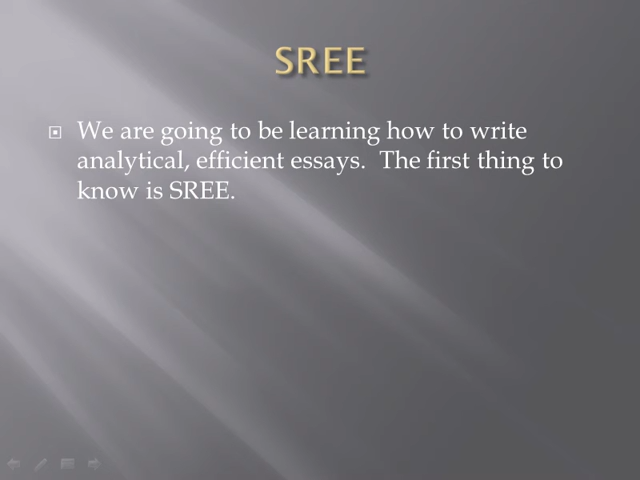 SREE
We are going to be learning how to write
analytical, efficient essays.  The first thing to
know is SREE.